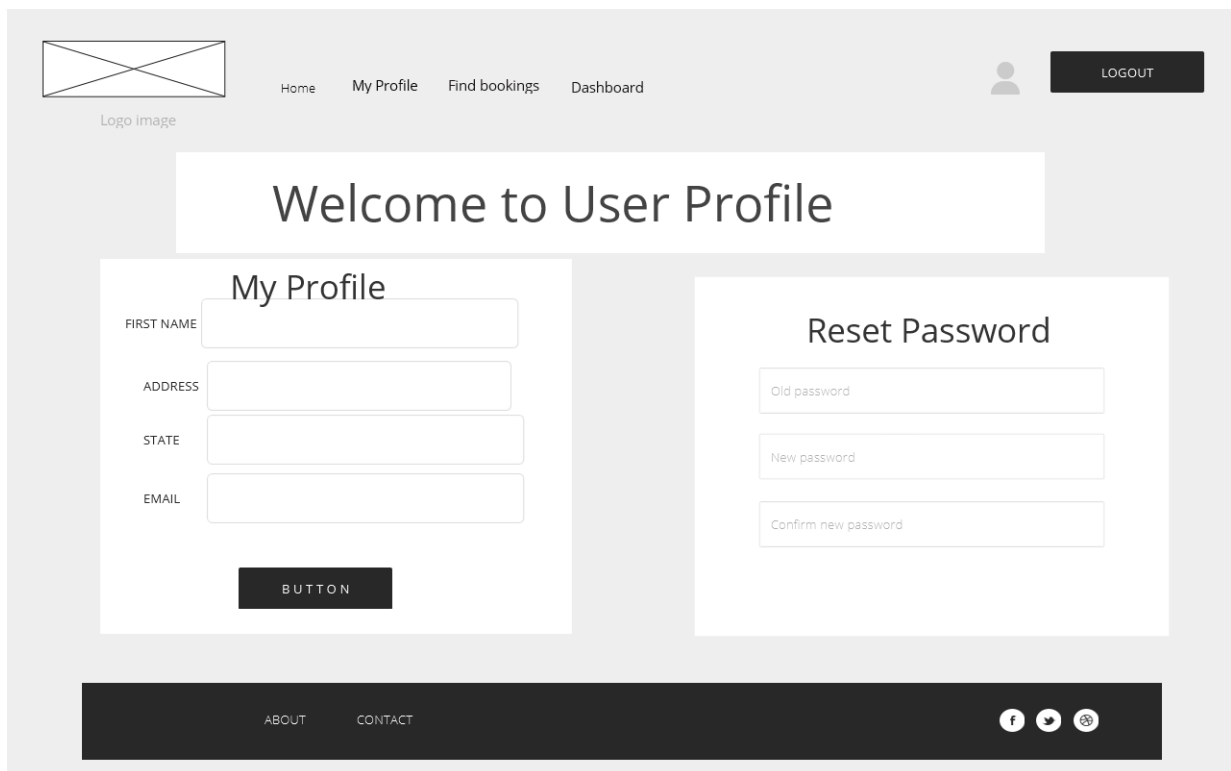 Home
My Profile
Find bookings
Dashboard
LOGOUT
Logo image
Welcome to User Profile
My Profile
FIRST NAME
ADDRESS
STATE
EMAIL
BUTTON
Reset Password
Old password
New password
Confirm new password
ABOUT
CONTACT
f